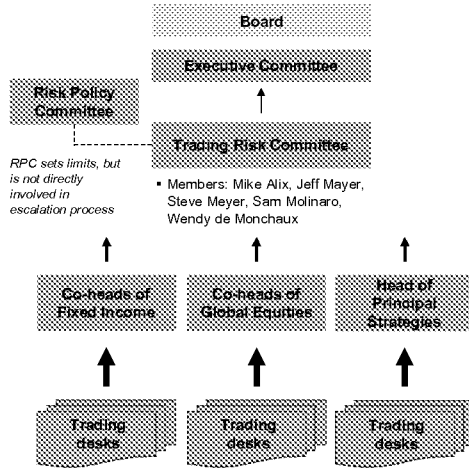 Board
Executive Committee
Risk Policy
Committee
Trading Risk Committee
RPC sets limits, but
is not directly
involved in
escalation process
▪ Members: Mike Alix, Jeff Mayer,
Steve Meyer, Sam Molinaro,
Wendy de Monchaux
Co-heads of
Fixed Income
Co-heads of
Global Equities
Head of
Principal
Strategies
Trading
desks
Trading
desks
Trading
desks